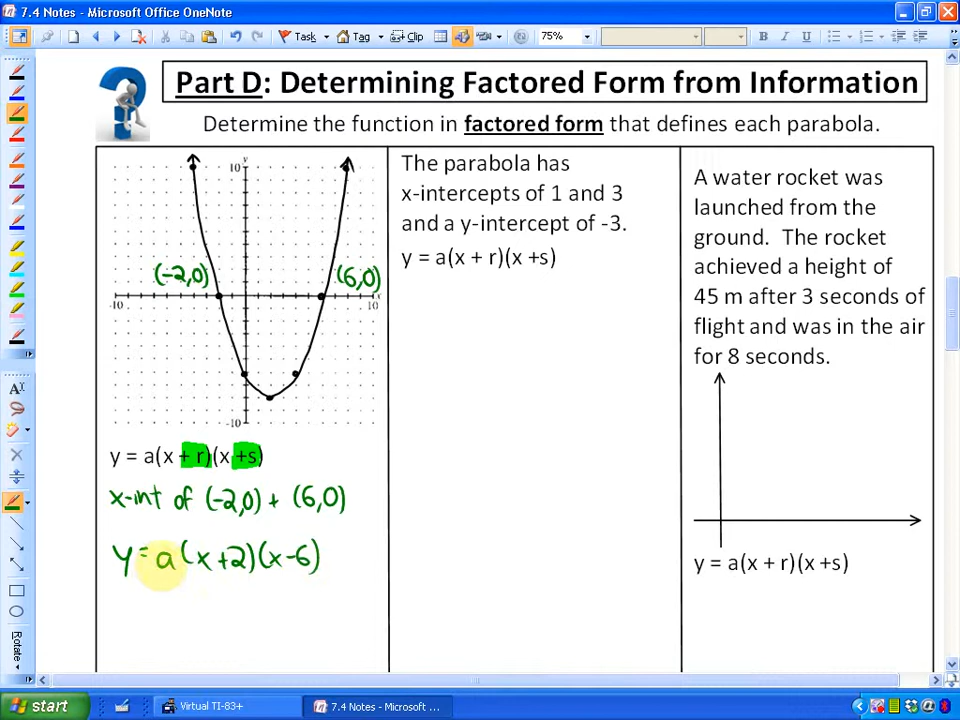 7.4 Notes - Microsoft Office OneNote
Task
Tag
Clip
75%
B I U
Part D: Determining Factored Form from Information
Determine the function in factored form that defines each parabola.
y
10
(-2,0)
(6,0)
x
-10
10
-10
y = a(x + r)(x +s)
x-int of (-2,0) + (6,0)
y = a(x+2)(x-6)
The parabola has
x-intercepts of 1 and 3
and a y-intercept of -3.
y = a(x + r)(x +s)
A water rocket was
launched from the
ground. The rocket
achieved a height of
45 m after 3 seconds of
flight and was in the air
for 8 seconds.
y = a(x + r)(x +s)
A
Rotate
start
Virtual TI-83+
7.4 Notes - Microsoft ...